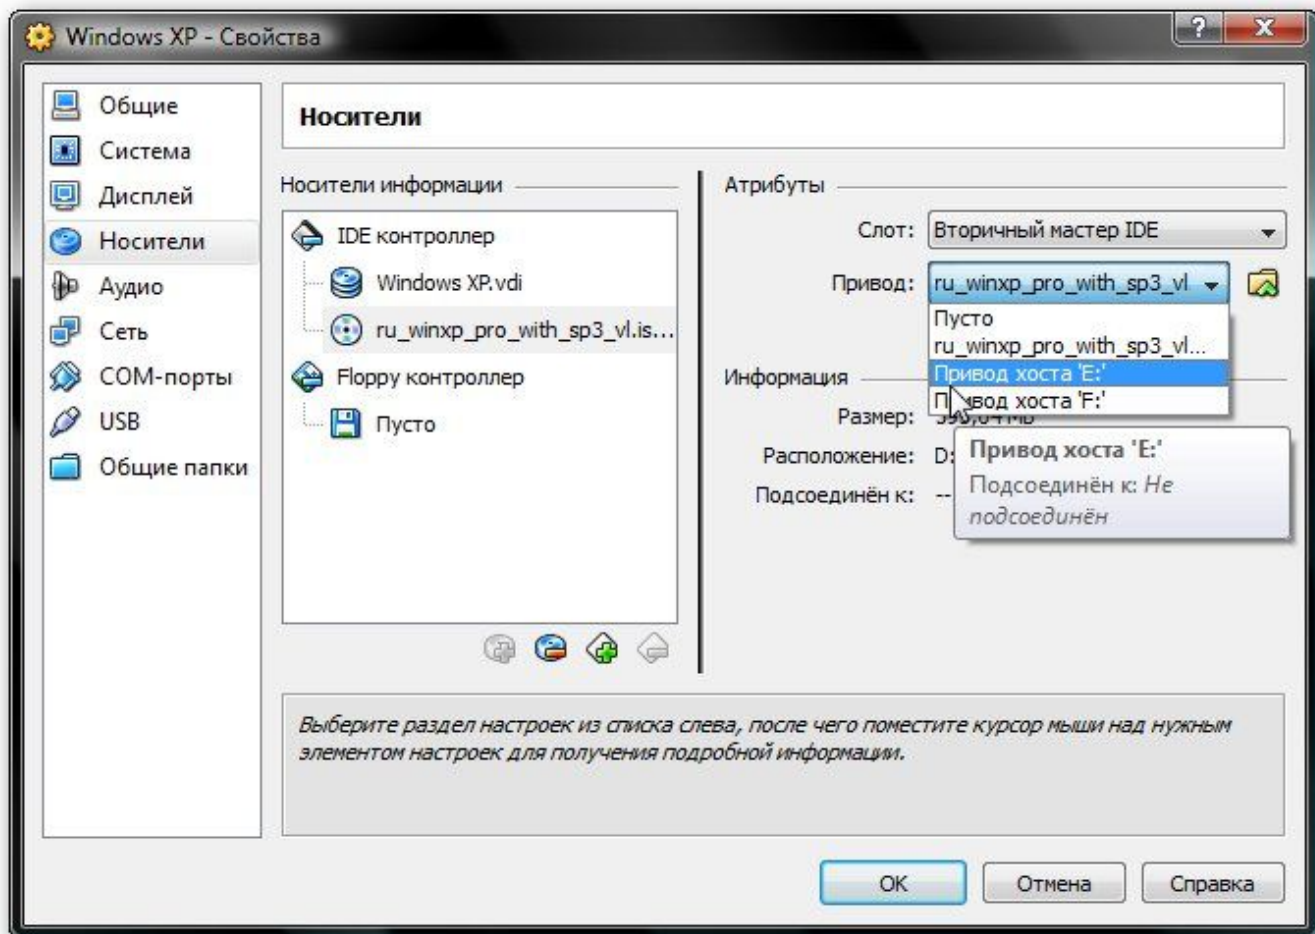 Windows XP - Свойства
Общие
Система
Дисплей
Носители
Аудио
Сеть
COM-порты
USB
Общие папки
Носители
Носители информации
IDE контроллер
Windows XP.vdi
ru_winxp_pro_with_sp3_vl.is...
Floppy контроллер
Пусто
Атрибуты
Слот: Вторичный мастер IDE
Привод: ru_winxp_pro_with_sp3_vl
Пусто
ru_winxp_pro_with_sp3_vl...
Привод хоста 'E:'
Привод хоста 'F:'
Информация
Размер:
Расположение: D:
Подсоединён к: --
Привод хоста 'E:'
Подсоединён к: Не
подсоединён
Выберите раздел настроек из списка слева, после чего поместите курсор мыши над нужным
элементом настроек для получения подробной информации.
OK
Отмена
Справка